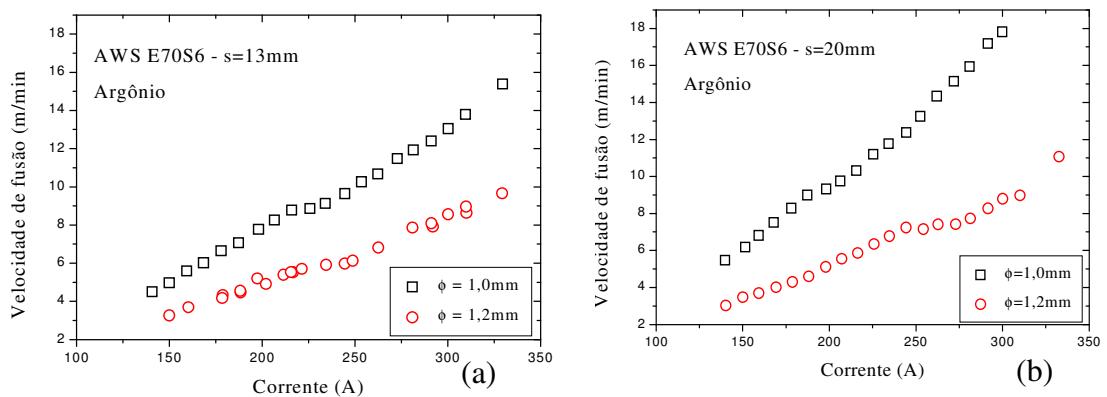 AWS E70S6 - s=13mm
Argônio
Velocidade de fusão (m/min)
18
16
14
12
10
8
6
4
2
100
150
200
250
300
350
Corrente (A)
ϕ = 1,0mm
ϕ = 1,2mm
(a)
AWS E70S6 - s=20mm
Argônio
Velocidade de fusão (m/min)
18
16
14
12
10
8
6
4
2
100
150
200
250
300
350
Corrente (A)
ϕ=1,0mm
ϕ=1,2mm
(b)